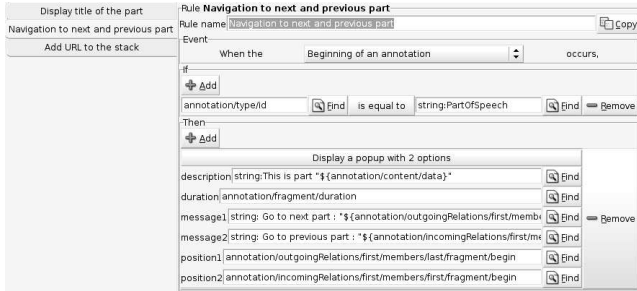 Display title of the part
Navigation to next and previous part
Add URL to the stack
Rule Navigation to next and previous part
Rule name Navigation to next and previous part Copy
Event
When the Beginning of an annotation occurs,
If
Add
annotation/type/id Find is equal to string:PartOfSpeech Find Remove
Then
Add
Display a popup with 2 options
description string:This is part "${annotation/content/data}" Find
duration annotation/fragment/duration Find
message1 string: Go to next part : "${annotation/outgoingRelations/first/membe Find Remove
message2 string: Go to previous part : "${annotation/incomingRelations/first/me Find
position1 annotation/outgoingRelations/first/members/last/fragment/begin Find
position2 annotation/incomingRelations/first/members/first/fragment/begin Find